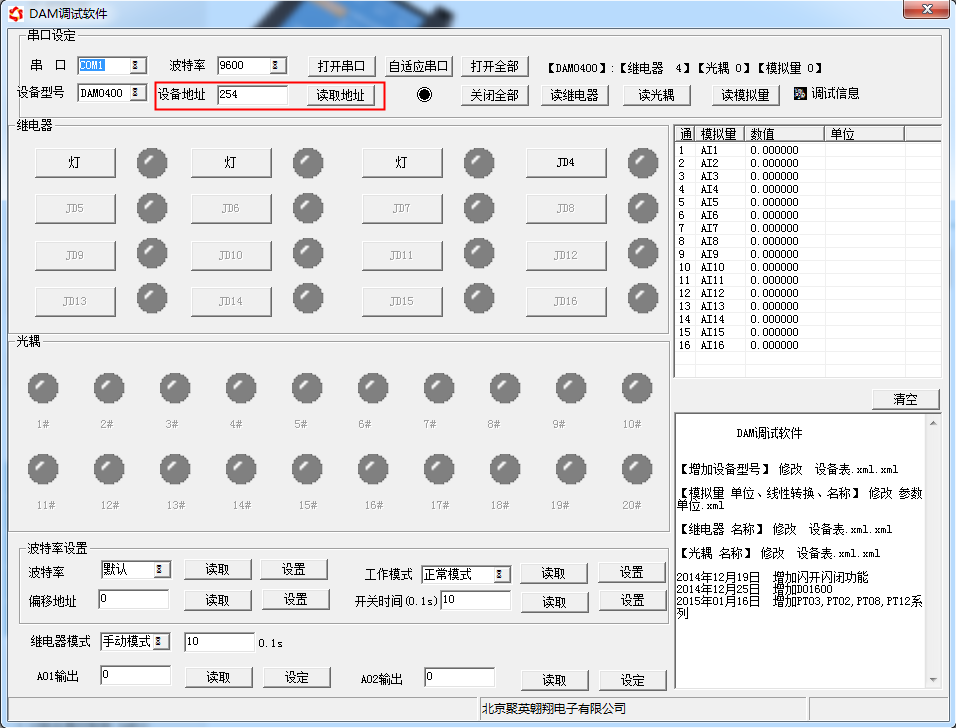 DAM调试软件
串口设定
串 口 COM1 波特率 9600 打开串口 自适应串口 打开全部 【DAM0400】:【继电器 4】【光耦 0】【模拟量 0】
设备型号 DAM0400 设备地址 254 读取地址 关闭全部 读继电器 读光耦 读模拟量 调试信息
继电器
灯 灯 灯 JD4
JD5 JD6 JD7 JD8
JD9 JD10 JD11 JD12
JD13 JD14 JD15 JD16
通 模拟量 数值 单位
1 AI1 0.000000
2 AI2 0.000000
3 AI3 0.000000
4 AI4 0.000000
5 AI5 0.000000
6 AI6 0.000000
7 AI7 0.000000
8 AI8 0.000000
9 AI9 0.000000
10 AI10 0.000000
11 AI11 0.000000
12 AI12 0.000000
13 AI13 0.000000
14 AI14 0.000000
15 AI15 0.000000
16 AI16 0.000000
光耦
1# 2# 3# 4# 5# 6# 7# 8# 9# 10#
11# 12# 13# 14# 15# 16# 17# 18# 19# 20#
清空
DAM调试软件
【增加设备型号】 修改 设备表.xml.xml
【模拟量 单位、线性转换、名称】 修改 参数
单位.xml
【继电器 名称】 修改 设备表.xml.xml
【光耦 名称】 修改 设备表.xml.xml
2014年12月19日 增加闪开闪闭功能
2014年12月25日 增加DO1600
2015年01月16日 增加PT03,PT02,PT08,PT12系
列
波特率设置
波特率 默认 读取 设置 工作模式 正常模式 读取 设置
偏移地址 0 读取 设置 开关时间(0.1s) 10 读取 设置
继电器模式 手动模式 10 0.1s
AO1输出 0 读取 设定 AO2输出 0 读取 设定
北京聚英翱翔电子有限公司